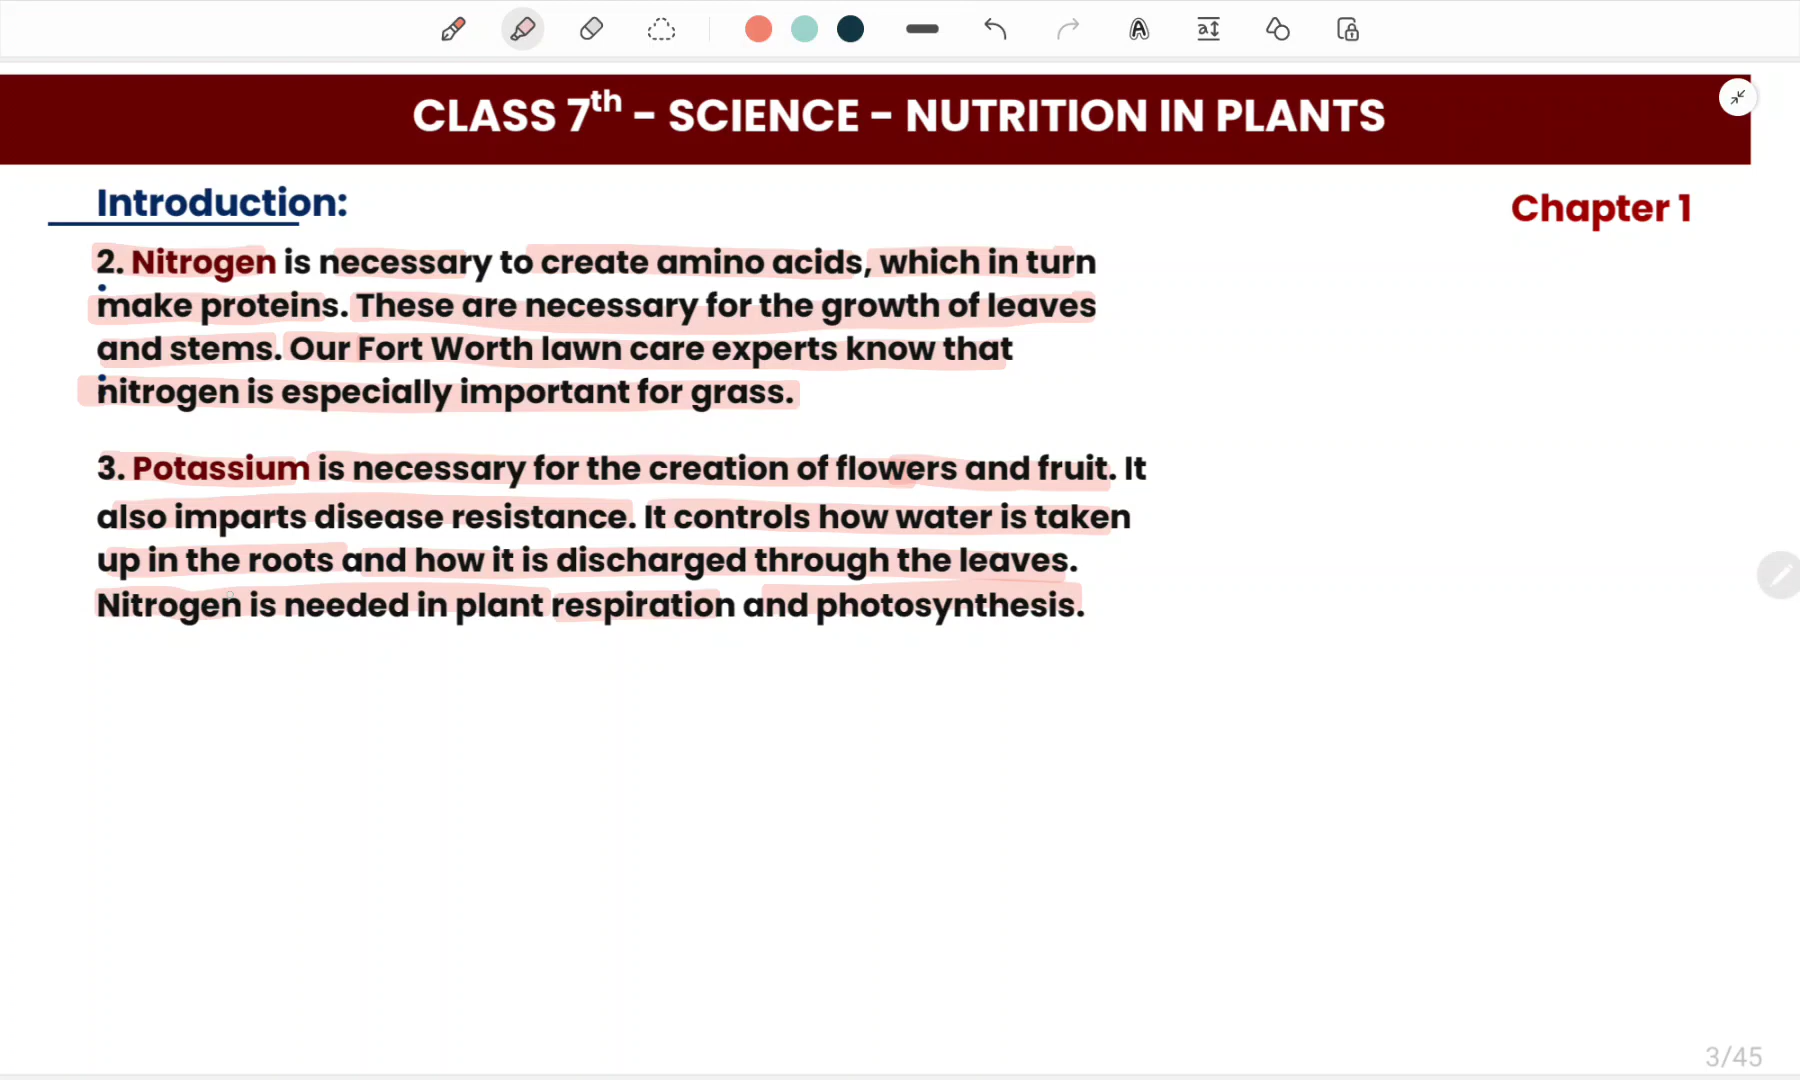 CLASS 7th - SCIENCE - NUTRITION IN PLANTS
Introduction:
Chapter 1
2. Nitrogen is necessary to create amino acids, which in turn
make proteins. These are necessary for the growth of leaves
and stems. Our Fort Worth lawn care experts know that
nitrogen is especially important for grass.
3. Potassium is necessary for the creation of flowers and fruit. It
also imparts disease resistance. It controls how water is taken
up in the roots and how it is discharged through the leaves.
Nitrogen is needed in plant respiration and photosynthesis.
3/45